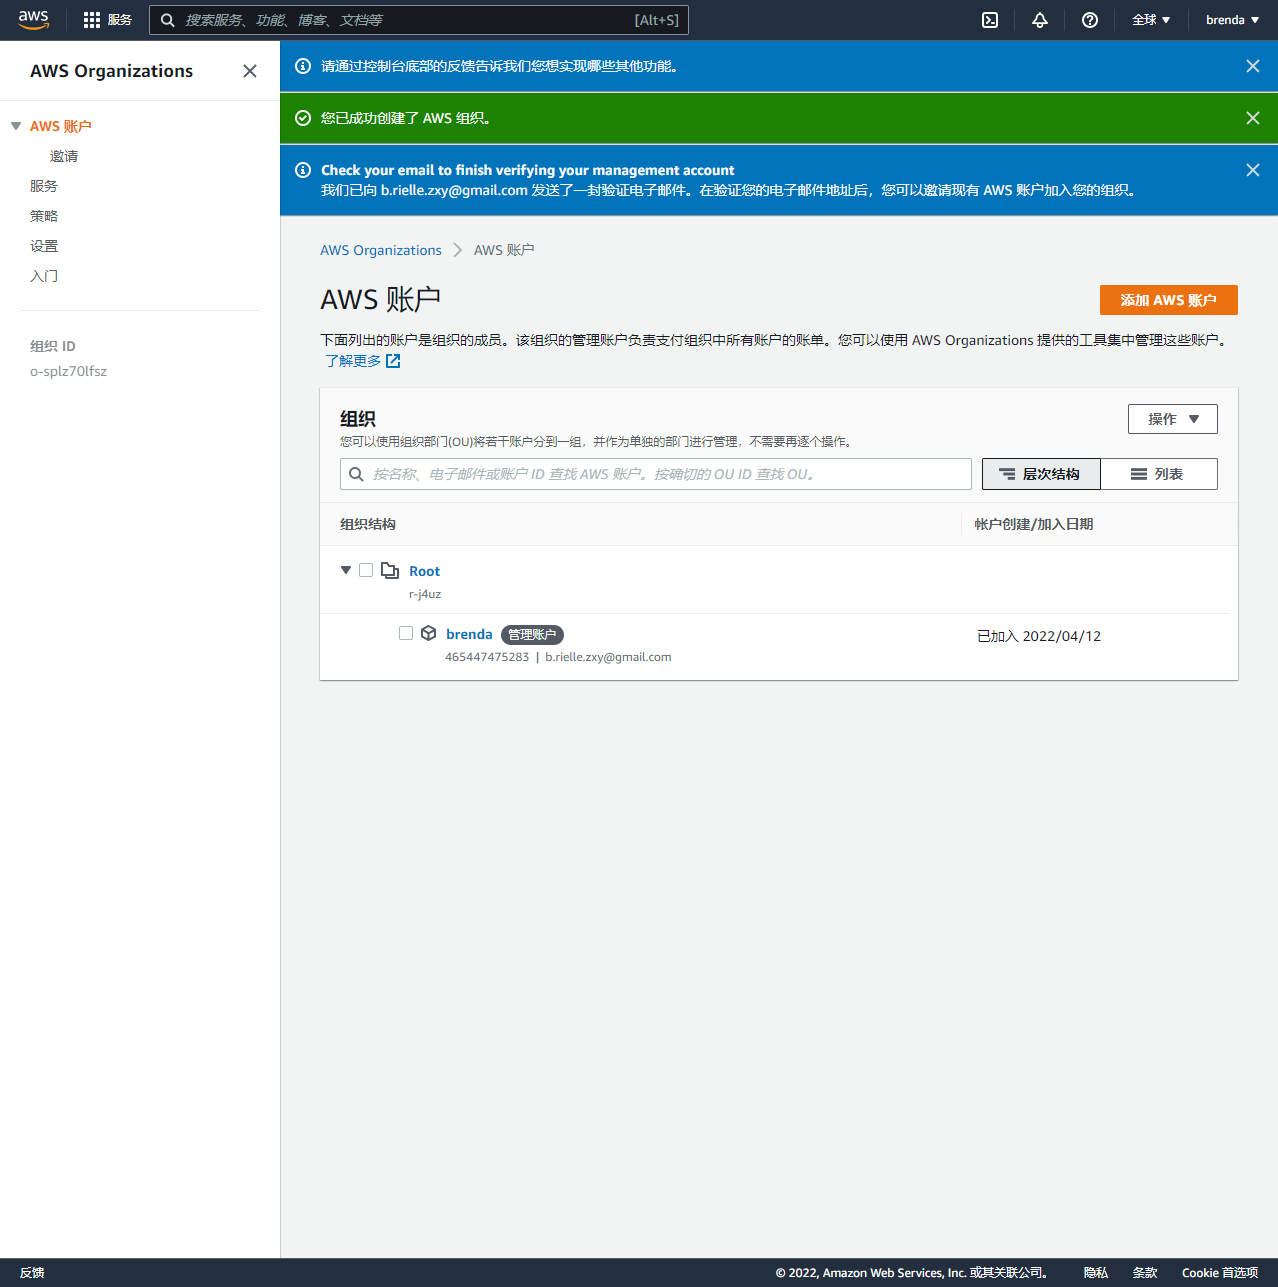 aws
服务
搜索服务、功能、博客、文档等
[Alt+S]
全球
brenda
AWS Organizations
AWS 账户
邀请
服务
策略
设置
入门
组织 ID
o-splz70lfsz
请通过控制台底部的反馈告诉我们您想实现哪些其他功能。
您已成功创建了 AWS 组织。
Check your email to finish verifying your management account
我们已向 b.rielle.zxy@gmail.com 发送了一封验证电子邮件。在验证您的电子邮件地址后，您可以邀请现有 AWS 账户加入您的组织。
AWS Organizations
AWS 账户
AWS 账户
添加 AWS 账户
下面列出的账户是组织的成员。该组织的管理账户负责支付组织中所有账户的账单。您可以使用 AWS Organizations 提供的工具集中管理这些账户。
了解更多
组织
操作
您可以使用组织部门(OU)将若干账户分到一组，并作为单独的部门进行管理，不需要再逐个操作。
按名称、电子邮件或账户 ID 查找 AWS 账户。按确切的 OU ID 查找 OU。
层次结构
列表
组织结构
帐户创建/加入日期
Root
r-j4uz
brenda
管理账户
已加入 2022/04/12
465447475283 | b.rielle.zxy@gmail.com
反馈
© 2022, Amazon Web Services, Inc. 或其关联公司。
隐私
条款
Cookie 首选项